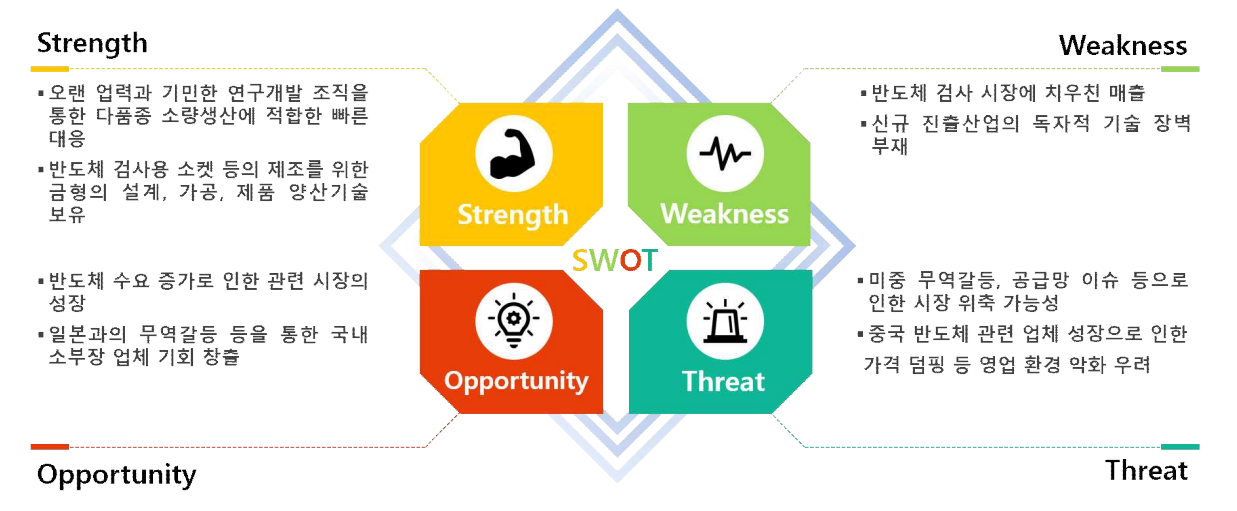 Strength
▪오랜 업력과 기민한 연구개발 조직을
통한 다품종 소량생산에 적합한 빠른
대응
▪반도체 검사용 소켓 등의 제조를 위한
금형의 설계, 가공, 제품 양산기술
보유
Weakness
▪반도체 검사 시장에 치우친 매출
▪신규 진출산업의 독자적 기술 장벽
부재
Strength
Weakness
SWOT
Opportunity
Threat
▪반도체 수요 증가로 인한 관련 시장의
성장
▪일본과의 무역갈등 등을 통한 국내
소부장 업체 기회 창출
Opportunity
▪미중 무역갈등, 공급망 이슈 등으로
인한 시장 위축 가능성
▪중국 반도체 관련 업체 성장으로 인한
가격 덤핑 등 영업 환경 악화 우려
Threat